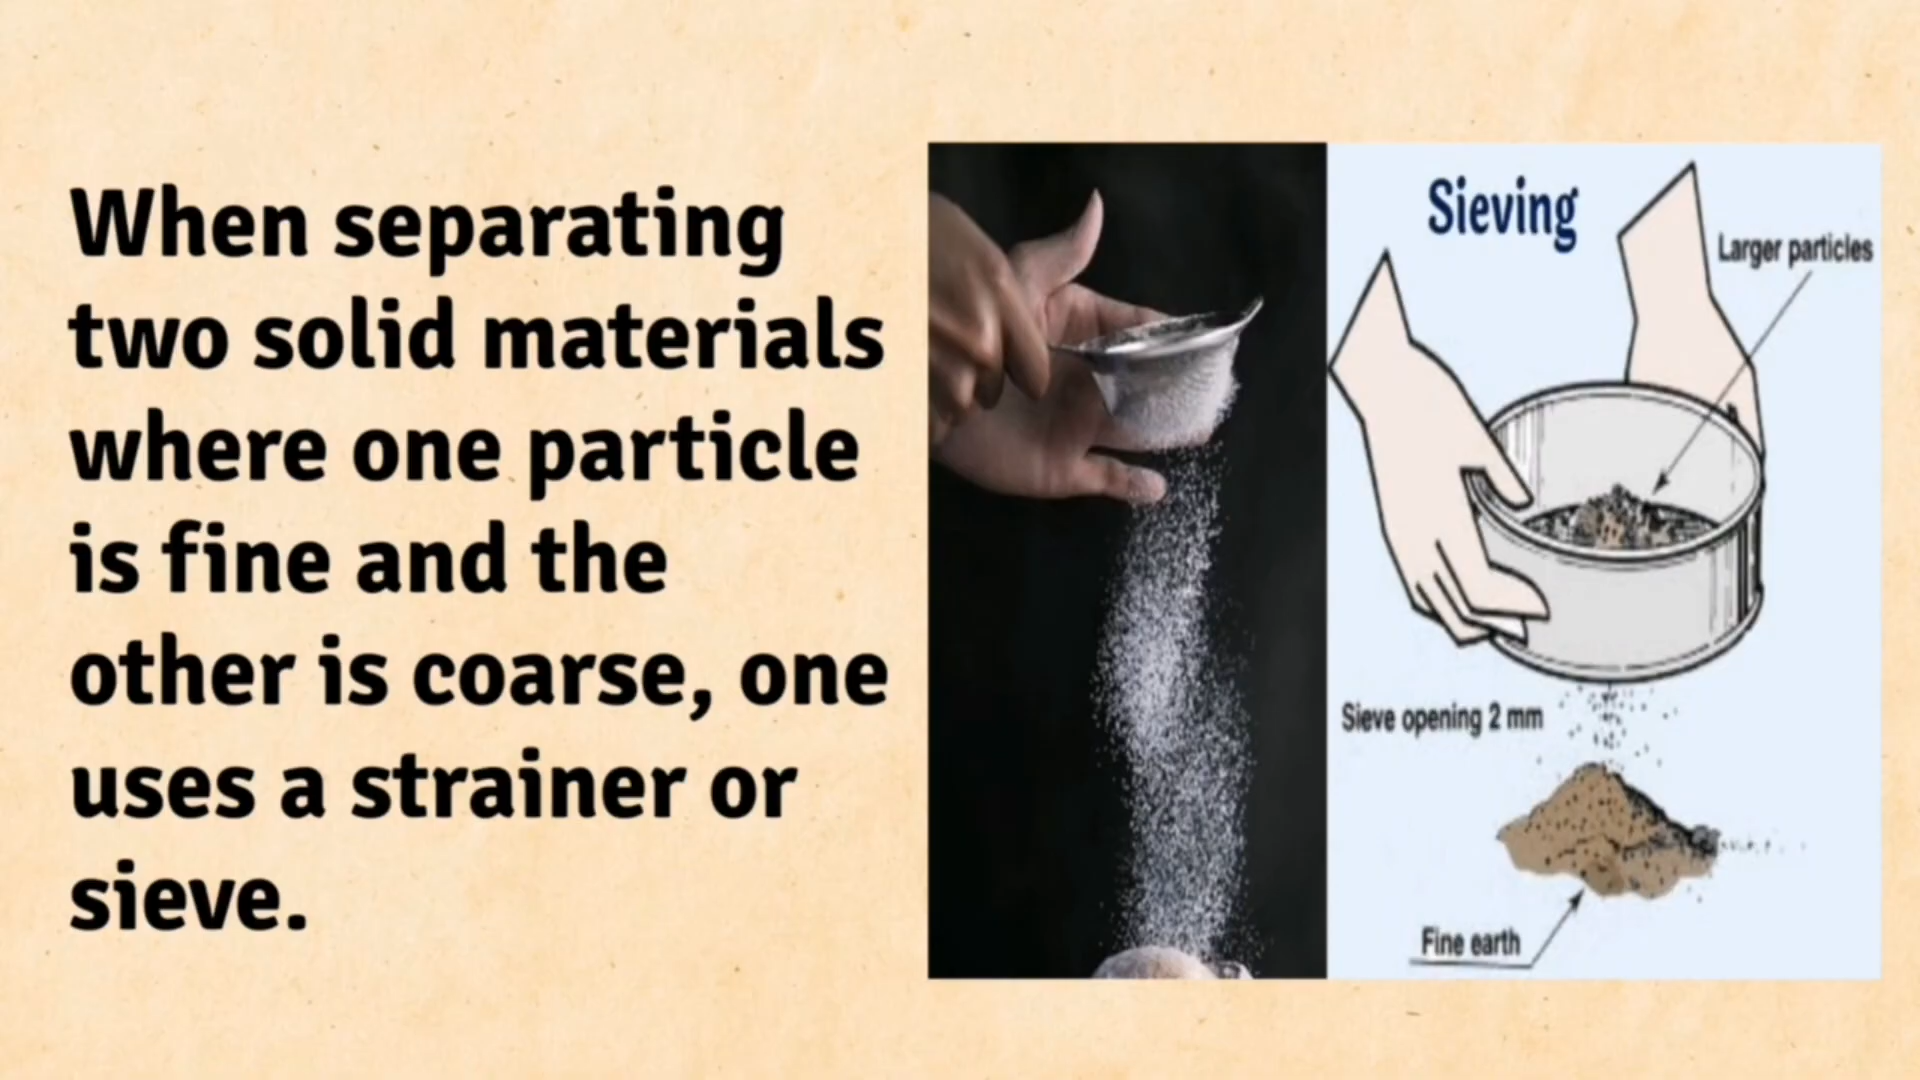 When separating
two solid materials
where one particle
is fine and the
other is coarse, one
uses a strainer or
sieve.
Sieving
Larger particles
Sieve opening 2 mm
Fine earth